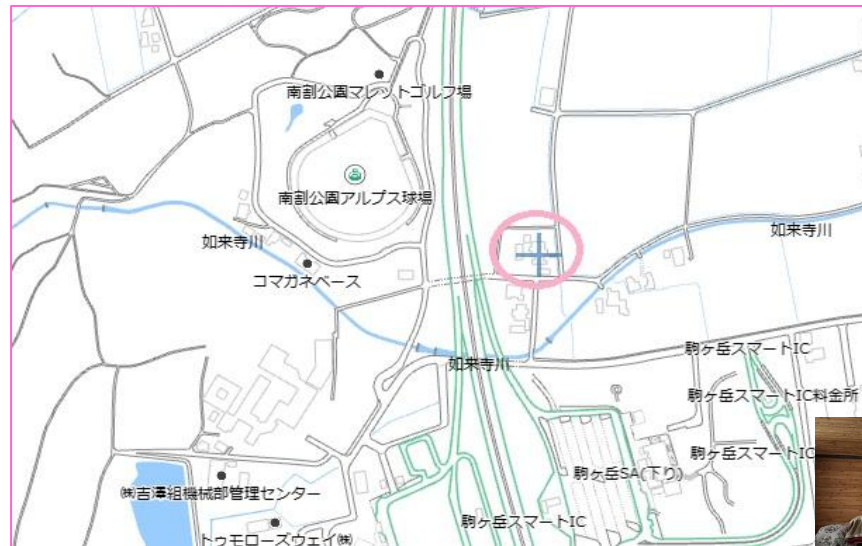 南割公園マレットゴルフ場
南割公園アルプス球場
如来寺川
如来寺川
コマガネベース
如来寺川
駒ヶ岳スマートIC
駒ヶ岳スマートIC料金所
駒ヶ岳スマートIC
駒ヶ岳SA(下り)
㈱吉澤組機械部管理センター
駒ヶ岳スマートIC
トゥモローズウェイ㈱